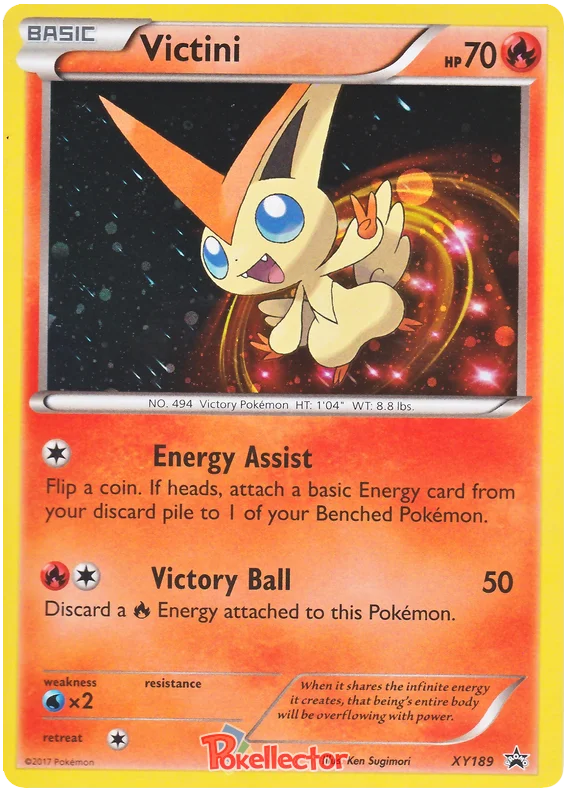 BASIC Victini HP 70
NO. 494 Victory Pokémon HT: 1'04" WT: 8.8 lbs.
Energy Assist
Flip a coin. If heads, attach a basic Energy card from
your discard pile to 1 of your Benched Pokémon.
Victory Ball 50
Discard a Energy attached to this Pokémon.
weakness resistance
×2
retreat
When it shares the infinite energy
it creates, that being's entire body
will be overflowing with power.
©2017 Pokémon
Pokellector
Ken Sugimori
XY189